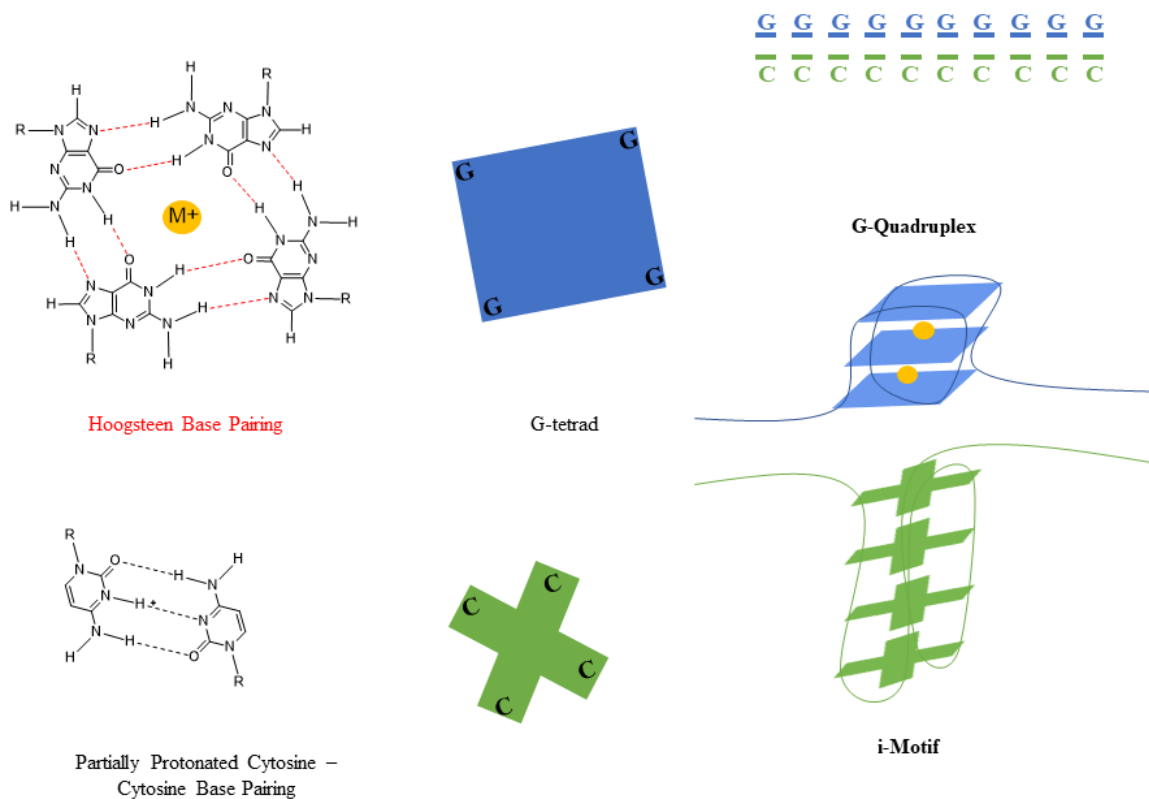 G G G G G G G G G G
C C C C C C C C C C
R
H H
N N N
R N N H H
H N N
G G
N O O
N H
H N H H M+ N H
G-Quadruplex
H N
O O N
H N
G G
N N R
H H
N N N
H
R H
Hoogsteen Base Pairing
G-tetrad
R
O H
N H N
N H+ N
N H N
H O
R
C
C
C
C
i-Motif
Partially Protonated Cytosine –
Cytosine Base Pairing